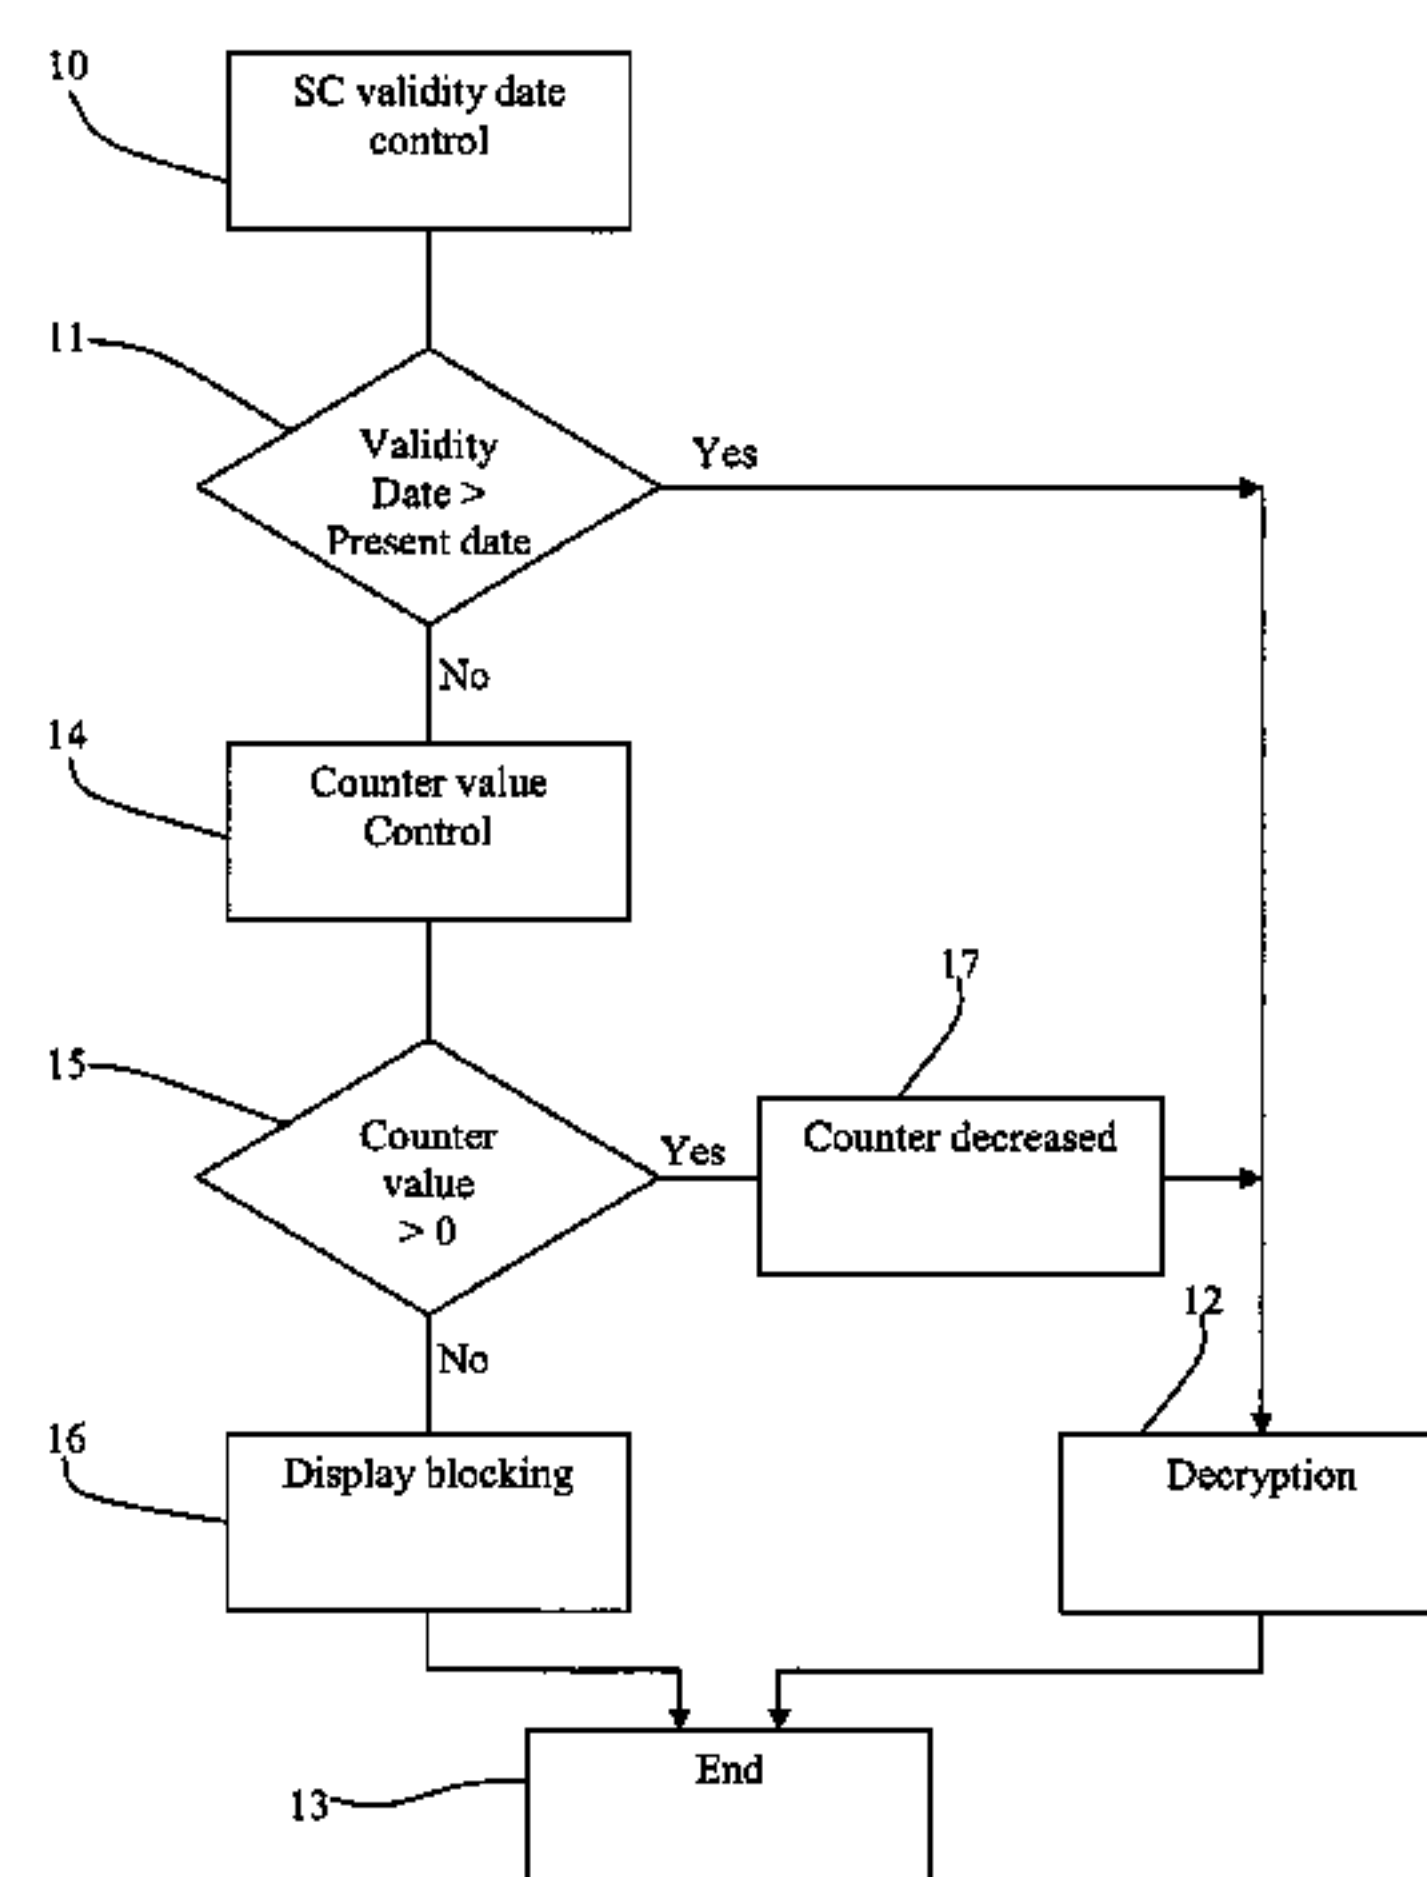 10
SC validity date
control
11
Validity
Date >
Present date
Yes
No
14
Counter value
Control
17
15
Counter
value
> 0
Yes
Counter decreased
12
No
16
Display blocking
Decryption
End
13